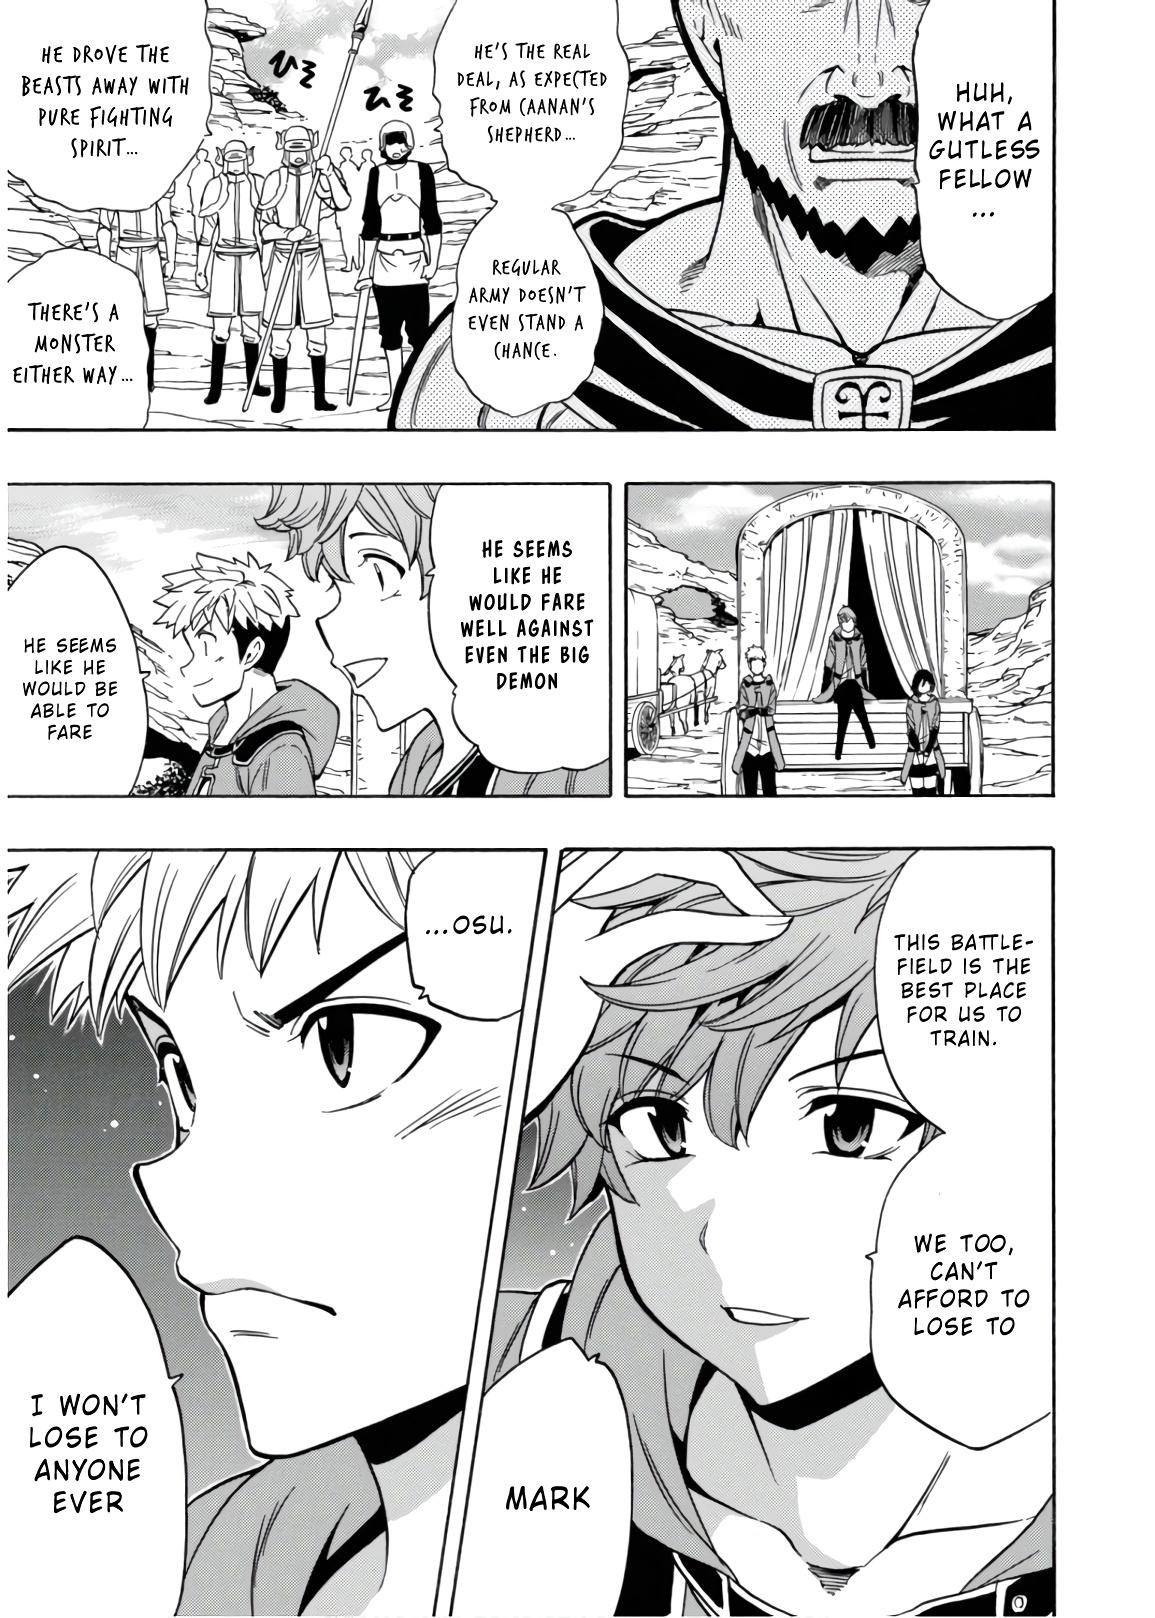 HUH,
WHAT A
GUTLESS
FELLOW
...
HE'S THE REAL
DEAL, AS EXPECTED
FROM CAANAN'S
SHEPHERD...
REGULAR
ARMY DOESN'T
EVEN STAND A
CHANCE.
ひそ
ひそ
HE DROVE THE
BEASTS AWAY WITH
PURE FIGHTING
SPIRIT...
THERE'S A
MONSTER
EITHER WAY...
HE SEEMS
LIKE HE
WOULD FARE
WELL AGAINST
EVEN THE BIG
DEMON
HE SEEMS
LIKE HE
WOULD BE
ABLE TO
FARE
THIS BATTLE-
FIELD IS THE
BEST PLACE
FOR US TO
TRAIN.
WE TOO,
CAN'T
AFFORD TO
LOSE TO
MARK
...OSU.
I WON'T
LOSE TO
ANYONE
EVER